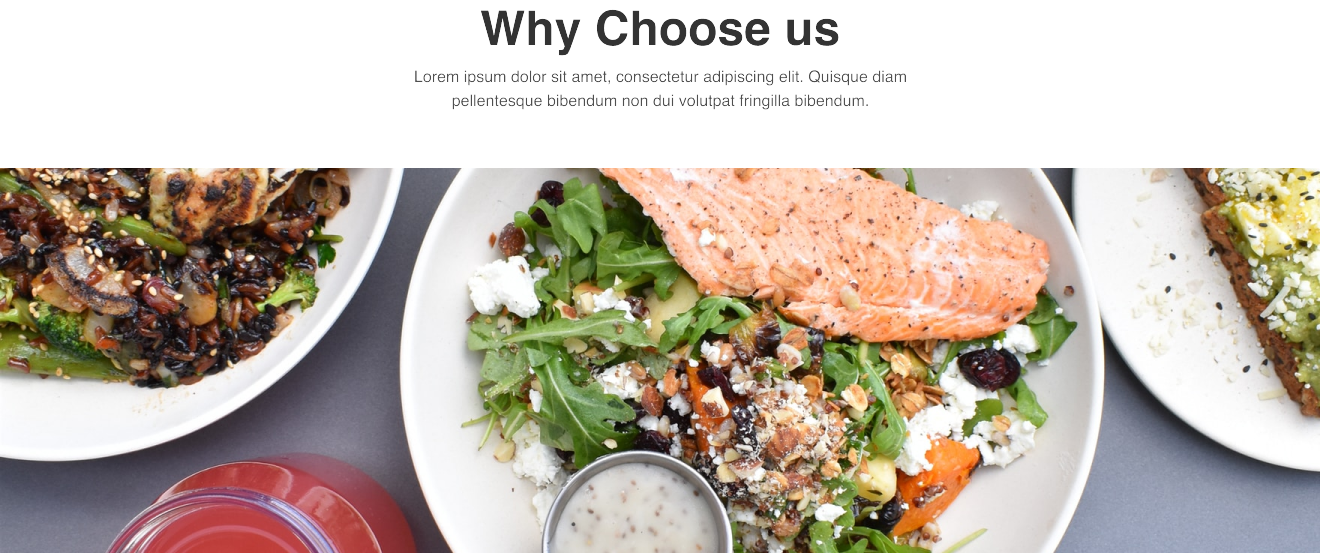 Why Choose us
Lorem ipsum dolor sit amet, consectetur adipiscing elit. Quisque diam
pellentesque bibendum non dui volutpat fringilla bibendum.